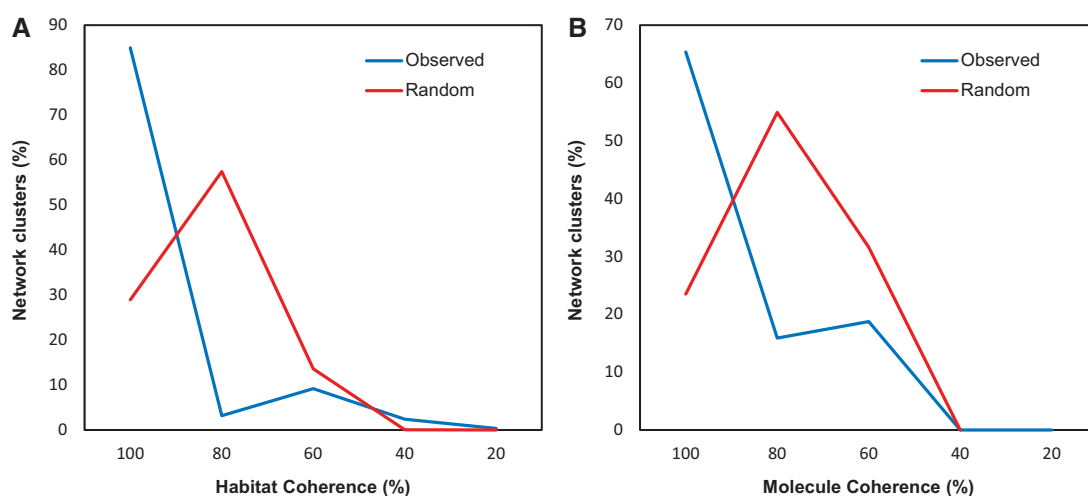 A
90
80
70
60
50
40
30
20
10
0
Network clusters (%)
Observed
Random
100 80 60 40 20
Habitat Coherence (%)
B
70
60
50
40
30
20
10
0
Network clusters (%)
Observed
Random
100 80 60 40 20
Molecule Coherence (%)